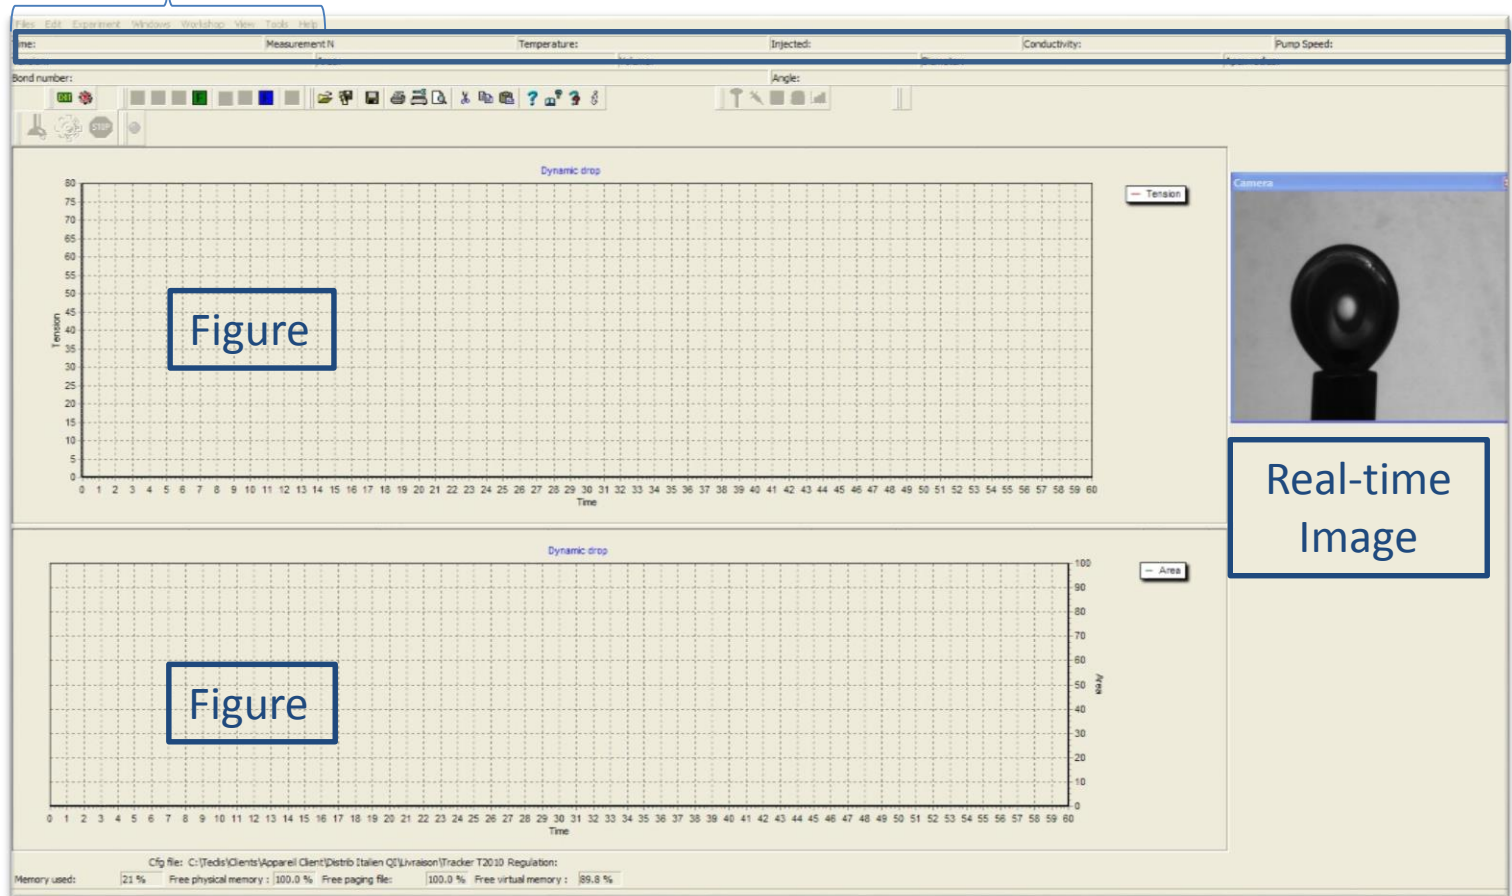 Files Edit Experiment Windows Workshop View Tools Help
Time: Measurement N Temperature: Injected: Conductivity: Pump Speed:
Bond number: Angle:
STOP
Dynamic drop
Tension
80
75
70
65
60
55
50
45
40
35
30
25
20
15
10
5
0
Tension
Figure
0 1 2 3 4 5 6 7 8 9 10 11 12 13 14 15 16 17 18 19 20 21 22 23 24 25 26 27 28 29 30 31 32 33 34 35 36 37 38 39 40 41 42 43 44 45 46 47 48 49 50 51 52 53 54 55 56 57 58 59 60
Time
Camera
Real-time
Image
Dynamic drop
Area
100
90
80
70
60
50
40
30
20
10
0
Area
Figure
0 1 2 3 4 5 6 7 8 9 10 11 12 13 14 15 16 17 18 19 20 21 22 23 24 25 26 27 28 29 30 31 32 33 34 35 36 37 38 39 40 41 42 43 44 45 46 47 48 49 50 51 52 53 54 55 56 57 58 59 60
Time
Cfg file: C:\Teclis\Clients\Appareil Client\Distrib Italien QI\Livraison\Tracker T2010 Regulation:
Memory used: 21 % Free physical memory : 100.0 % Free paging file: 100.0 % Free virtual memory : 89.8 %